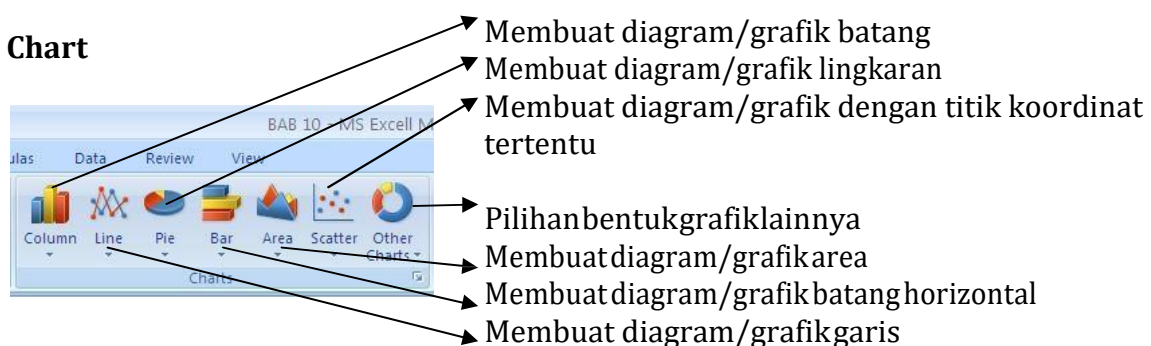 Chart
Membuat diagram/grafik batang
Membuat diagram/grafik lingkaran
Membuat diagram/grafik dengan titik koordinat
tertentu
BAB 10 - MS Excell M
ulas Data Review View
Column Line Pie Bar Area Scatter Other
Charts
Charts
Pilihanbentukgrafiklainnya
Membuatdiagram/grafikarea
Membuatdiagram/grafikbatanghorizontal
Membuat diagram/grafikgaris